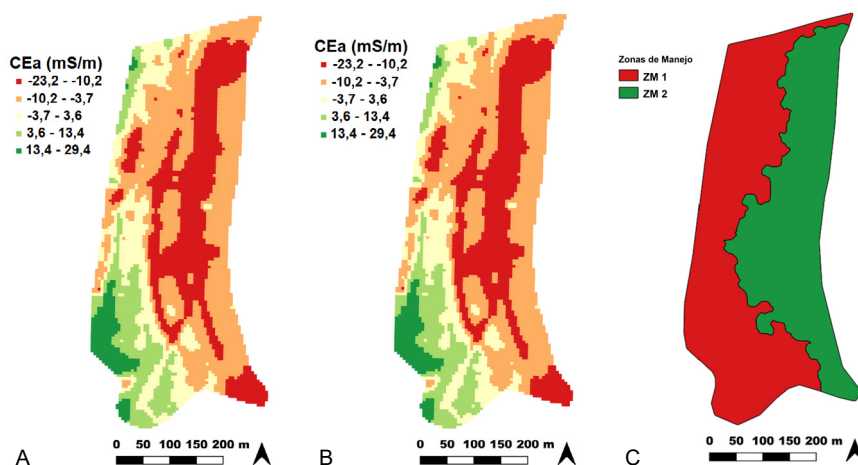 CEa (mS/m)
-23,2 - -10,2
-10,2 - -3,7
-3,7 - 3,6
3,6 - 13,4
13,4 - 29,4
0 50 100 150 200 m
A
CEa (mS/m)
-23,2 - -10,2
-10,2 - -3,7
-3,7 - 3,6
3,6 - 13,4
13,4 - 29,4
0 50 100 150 200 m
B
Zonas de Manejo
ZM 1
ZM 2
0 50 100 150 200 m
C